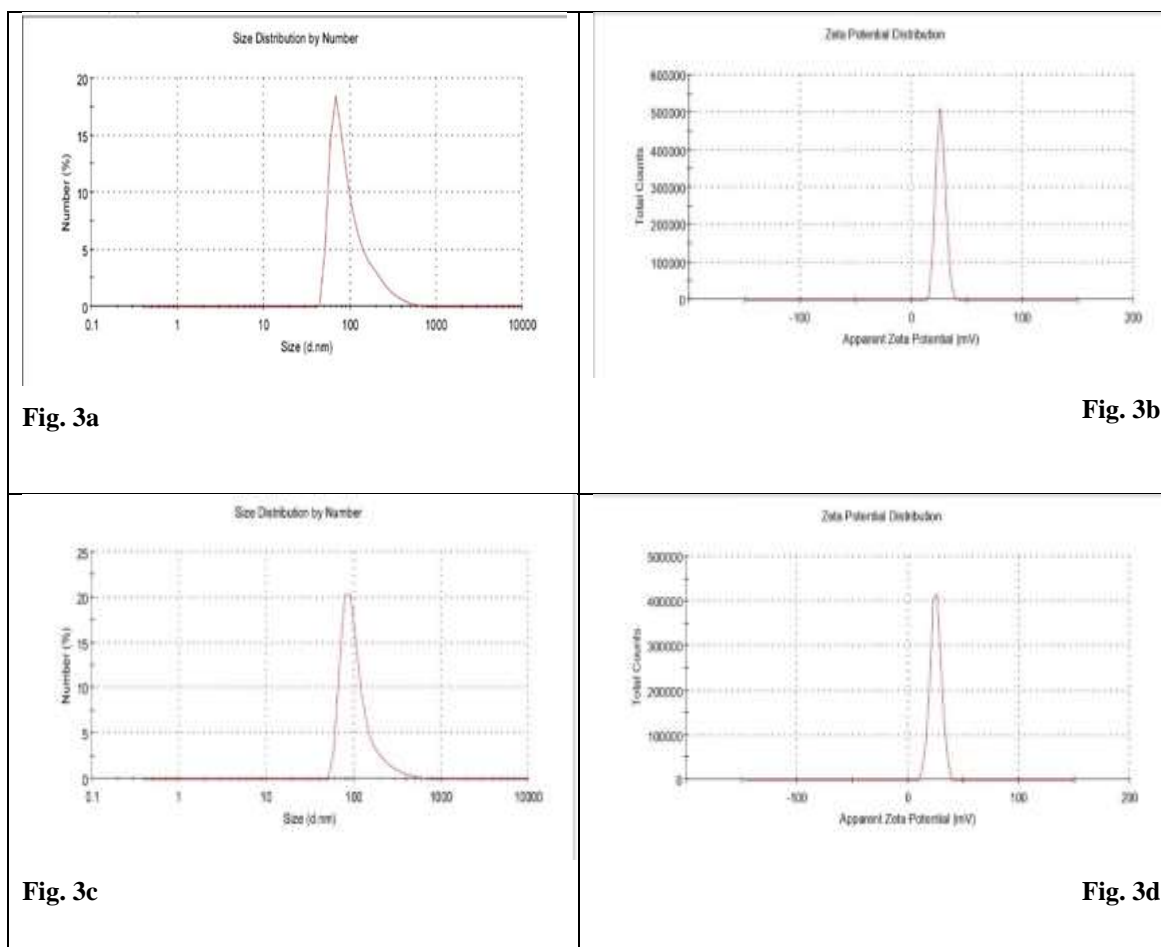 Size Distribution by Number
20
15
10
5
0
Number (%)
0.1 1 10 100 1000 10000
Size (d.nm)
Fig. 3a
Zeta Potential Distribution
600000
500000
400000
300000
200000
100000
0
Total Counts
-100 0 100 200
Apparent Zeta Potential (mV)
Fig. 3b
Size Distribution by Number
25
20
15
10
5
0
Number (%)
0.1 1 10 100 1000 10000
Size (d.nm)
Fig. 3c
Zeta Potential Distribution
500000
400000
300000
200000
100000
0
Total Counts
-100 0 100 200
Apparent Zeta Potential (mV)
Fig. 3d